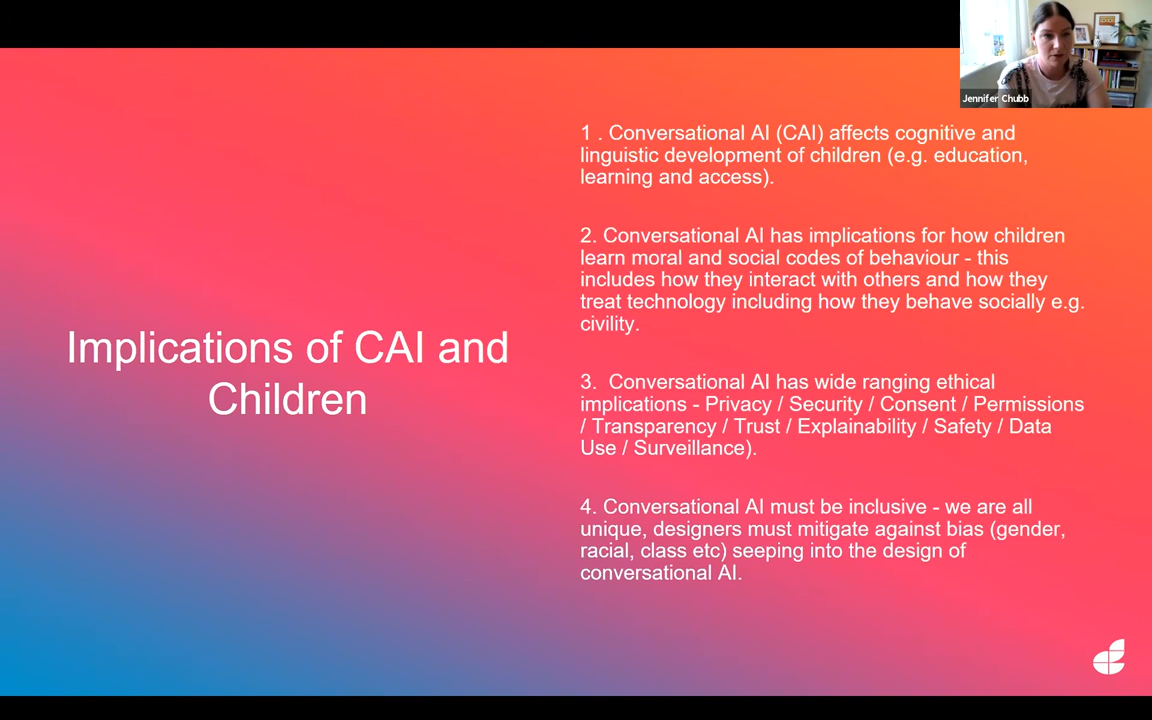 Jennifer Chubb
Implications of CAI and
Children
1 . Conversational AI (CAI) affects cognitive and
linguistic development of children (e.g. education,
learning and access).
2. Conversational AI has implications for how children
learn moral and social codes of behaviour - this
includes how they interact with others and how they
treat technology including how they behave socially e.g.
civility.
3.  Conversational AI has wide ranging ethical
implications - Privacy / Security / Consent / Permissions
/ Transparency / Trust / Explainability / Safety / Data
Use / Surveillance).
4. Conversational AI must be inclusive - we are all
unique, designers must mitigate against bias (gender,
racial, class etc) seeping into the design of
conversational AI.